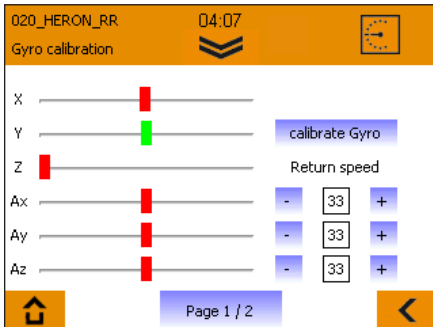 020_HERON_RR 04:07
Gyro calibration
X
Y calibrate Gyro
Z Return speed
Ax - 33 +
Ay - 33 +
Az - 33 +
Page 1 / 2